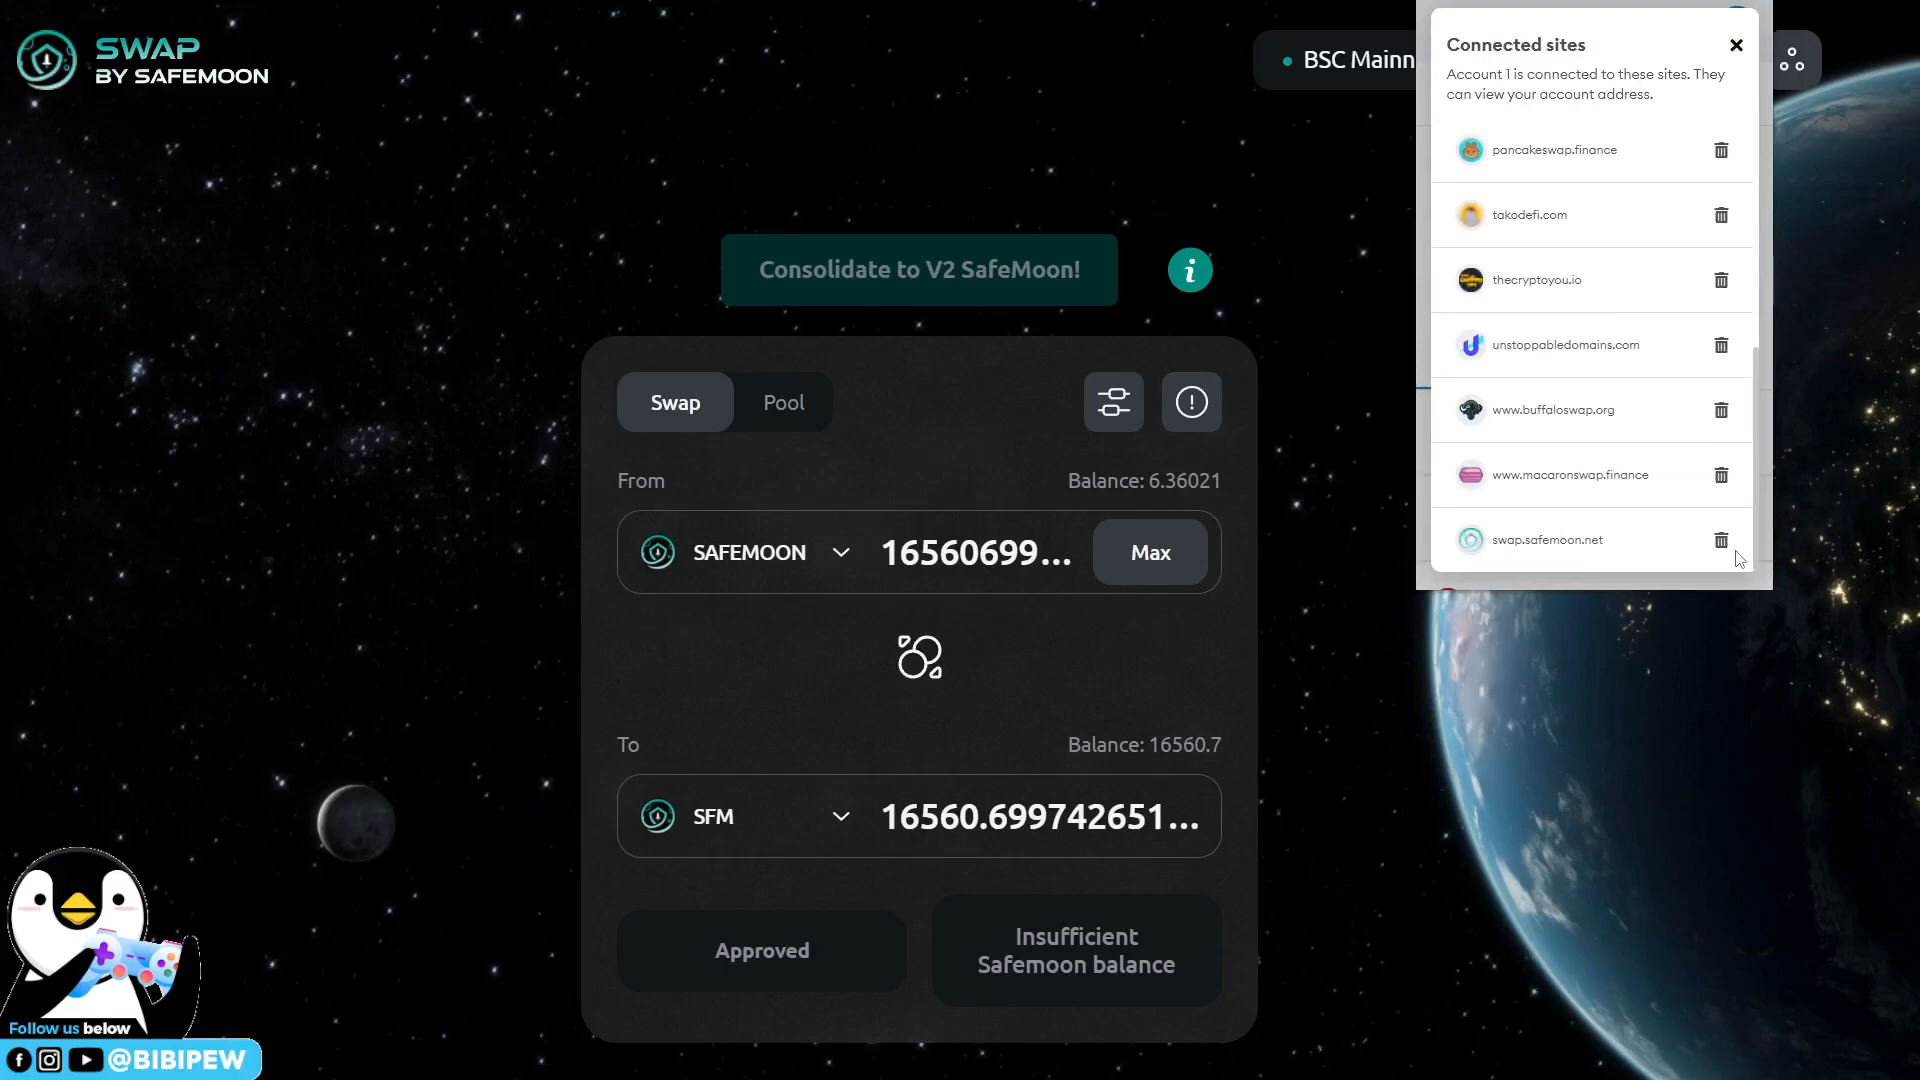 SWAP
BY SAFEMOON
BSC Mainn
Connected sites
Account 1 is connected to these sites. They
can view your account address.
pancakeswap.finance
takodefi.com
thecryptoyou.io
unstoppabledomains.com
www.buffaloswap.org
www.macaronswap.finance
swap.safemoon.net
Consolidate to V2 SafeMoon!
Swap
Pool
From
Balance: 6.36021
SAFEMOON
16560699...
Max
To
Balance: 16560.7
SFM
16560.699742651...
Approved
Insufficient
Safemoon balance
Follow us below
@BIBIPEW